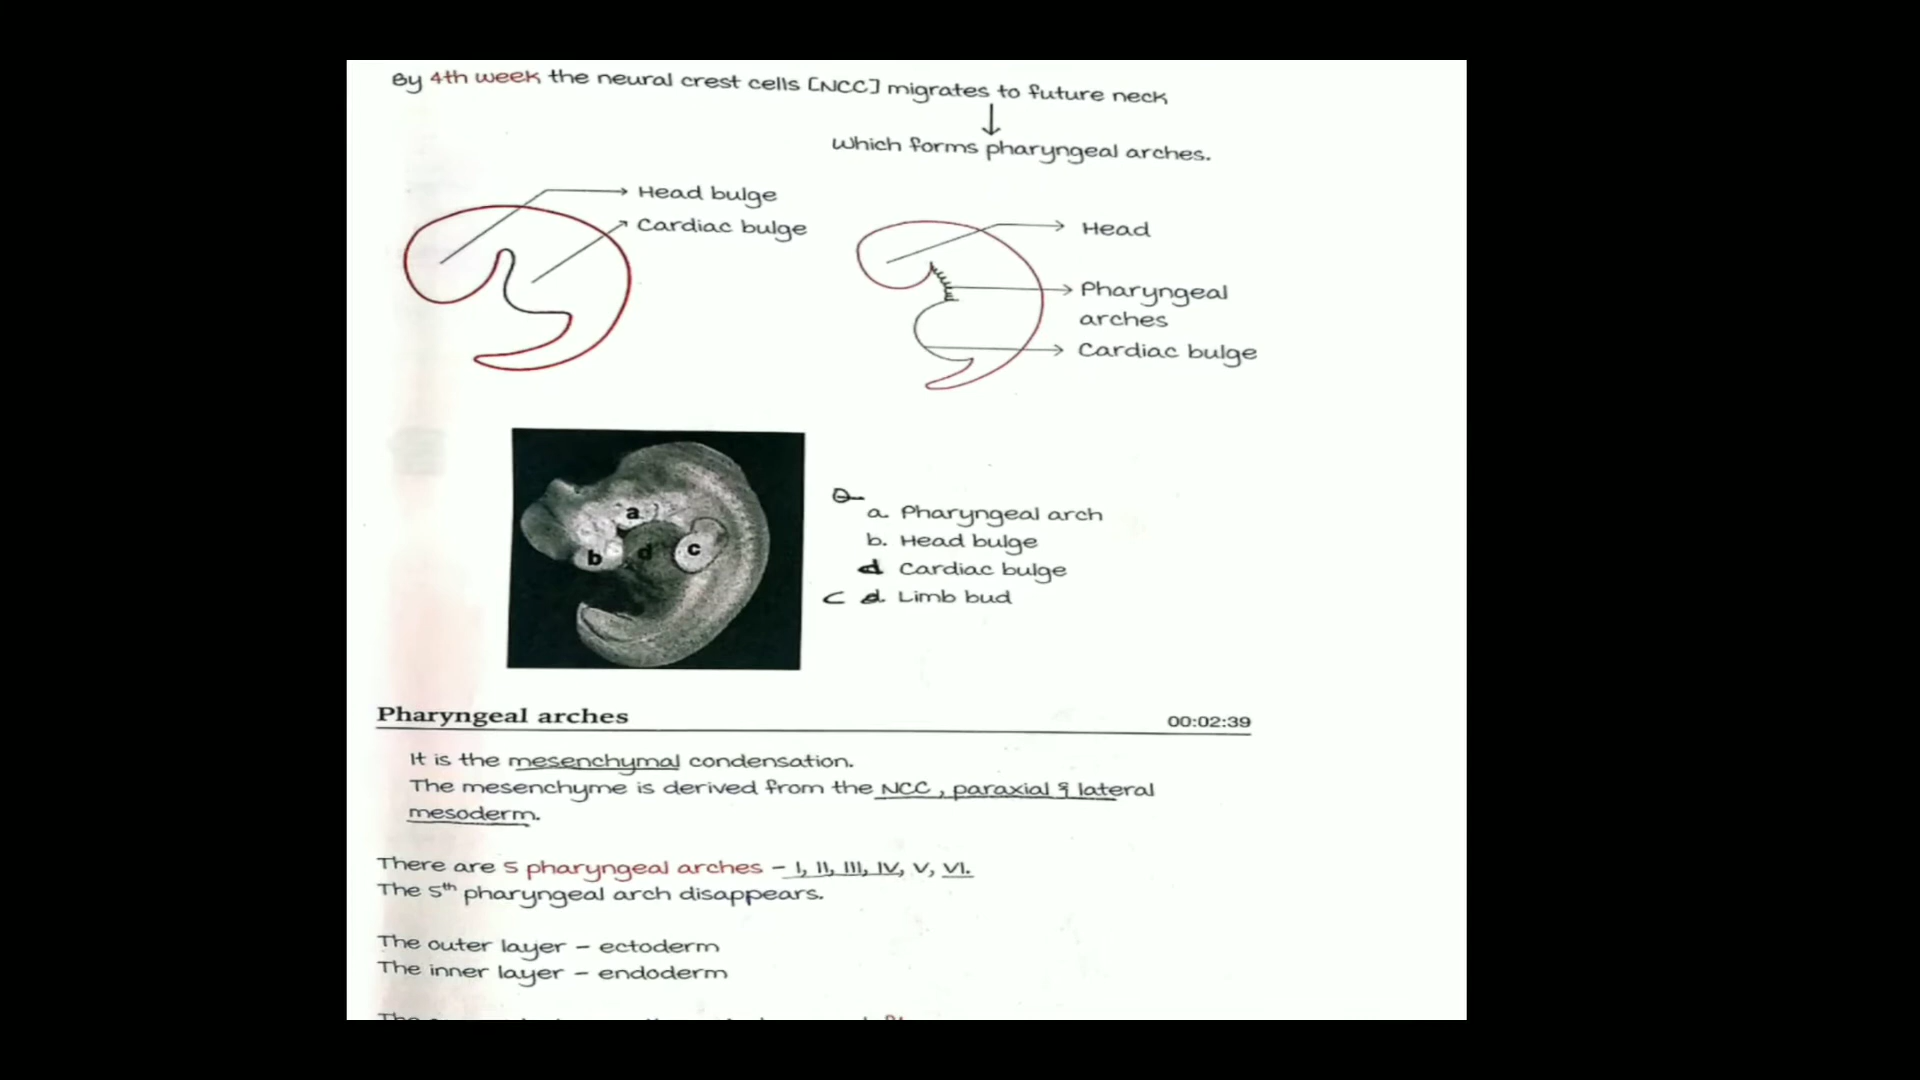 By 4th week the neural crest cells [NCC] migrates to future neck
which forms pharyngeal arches.
Head bulge
Cardiac bulge
Head
Pharyngeal
arches
Cardiac bulge
a
b
d
c
a. Pharyngeal arch
b. Head bulge
d Cardiac bulge
c d. Limb bud
Pharyngeal arches 00:02:39
It is the mesenchymal condensation.
The mesenchyme is derived from the NCC, paraxial & lateral
mesoderm.
There are 5 pharyngeal arches - I, II, III, IV, V, VI.
The 5th pharyngeal arch disappears.
The outer layer - ectoderm
The inner layer - endoderm